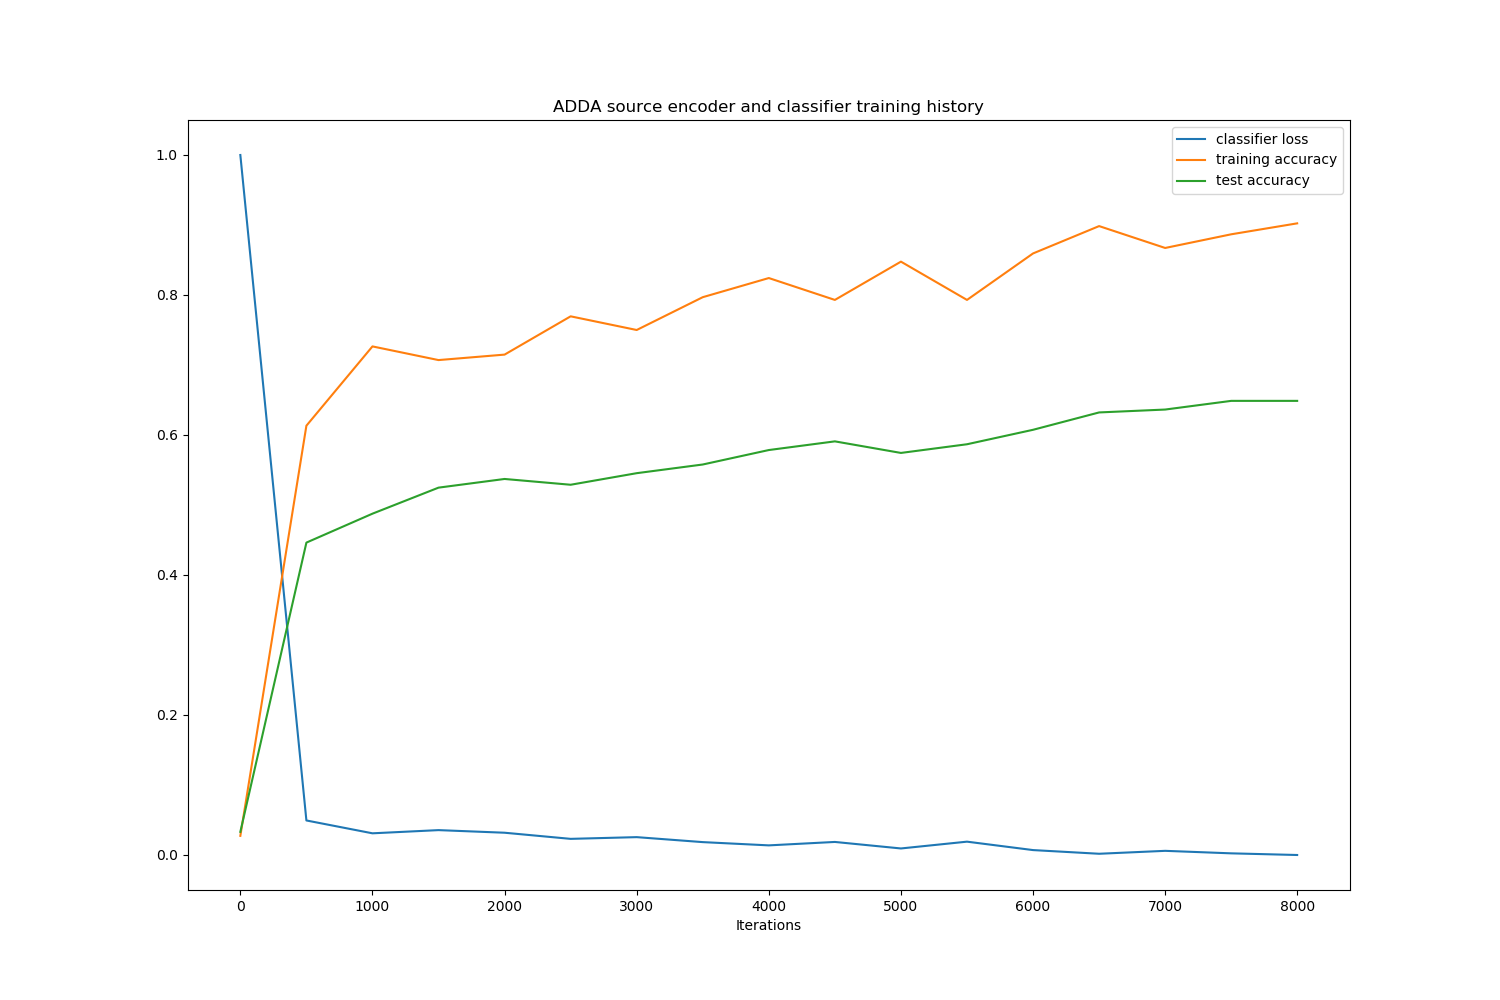 ADDA source encoder and classifier training history
classifier loss
training accuracy
test accuracy
1.0
0.8
0.6
0.4
0.2
0.0
0 1000 2000 3000 4000 5000 6000 7000 8000
Iterations